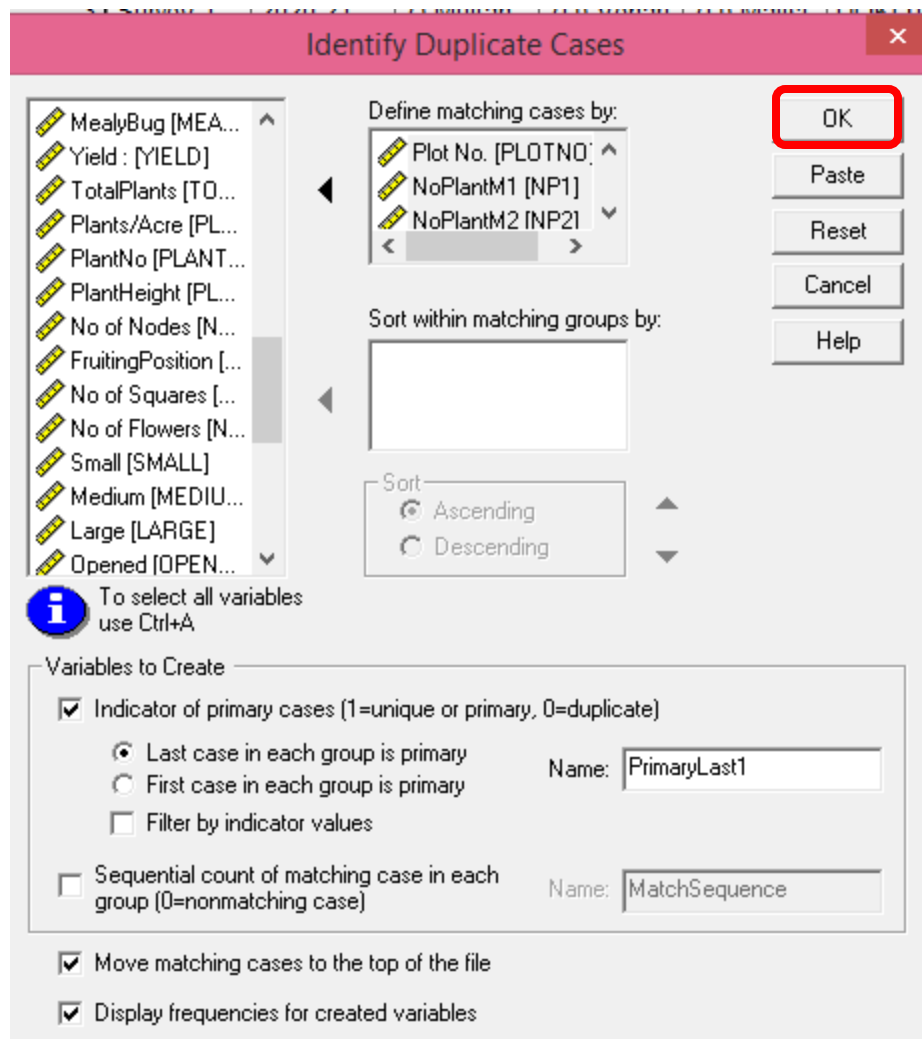 2020-21
Identify Duplicate Cases
MealyBug [MEA...
Yield : [YIELD]
TotalPlants [TO...
Plants/Acre [PL...
PlantNo [PLANT...
PlantHeight [PL...
No of Nodes [N...
FruitingPosition [...
No of Squares [...
No of Flowers [N...
Small [SMALL]
Medium [MEDIU...
Large [LARGE]
Opened [OPEN...
To select all variables
use Ctrl+A
Define matching cases by:
Plot No. [PLOTNO]
NoPlantM1 [NP1]
NoPlantM2 [NP2]
Sort within matching groups by:
Sort
Ascending
Descending
OK
Paste
Reset
Cancel
Help
Variables to Create
Indicator of primary cases (1=unique or primary, 0=duplicate)
Last case in each group is primary
First case in each group is primary
Name: PrimaryLast1
Filter by indicator values
Sequential count of matching case in each
group (0=nonmatching case)
Name: MatchSequence
Move matching cases to the top of the file
Display frequencies for created variables